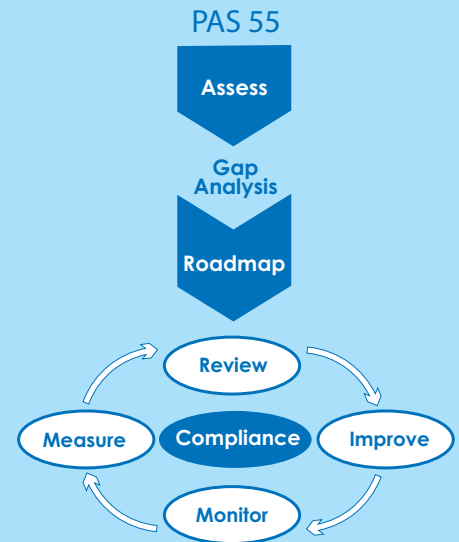 PAS 55
Assess
Gap
Analysis
Roadmap
Review
Measure
Compliance
Improve
Monitor